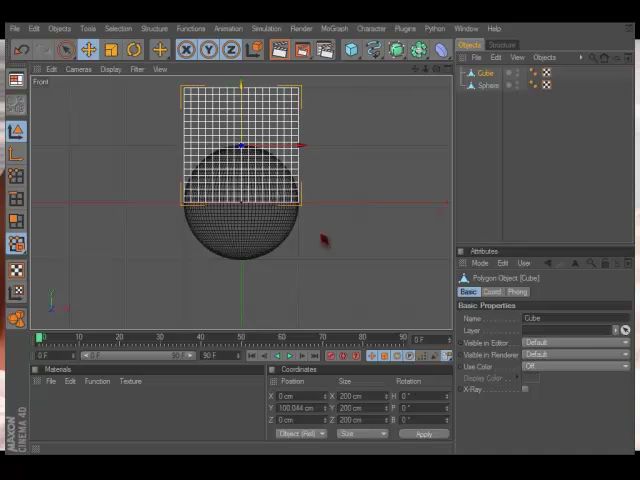 File Edit Tools Selection Structure Functions Animation Simulation Render MoGraph Character Plugins Python Window Help
X Y Z
Objects Structure
File Edit View Objects
Edit Cameras Display Filter View
Cube
Sphere
Front
Attributes
Mode Edit User
Polygon Object [Cube]
Basic Coord. Phong
Basic Properties
Name Cube
Layer
Visible in Editor Default
Visible in Renderer Default
Use Color Off
Display Color
X-Ray
0 10 20 30 40 50 60 70 80 90 0 F
0 F 0 F 90 F 90 F
Materials
File Edit Function Texture
Coordinates
Position Size Rotation
X 0 cm X 200 cm H 0 °
Y 100.044 cm Y 200 cm P 0 °
Z 0 cm Z 200 cm B 0 °
Object (Rel) Size Apply
MAXON
CINEMA 4D